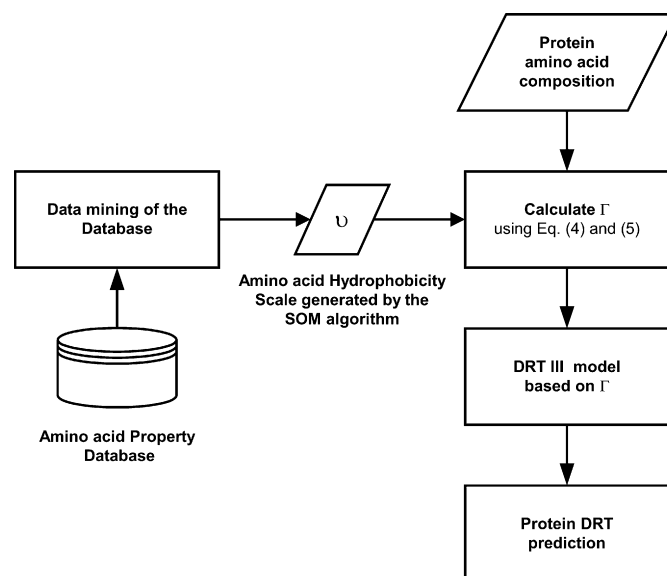 Protein
amino acid
composition
Data mining of the
Database
υ
Calculate Γ
using Eq. (4) and (5)
Amino acid Hydrophobicity
Scale generated by the
SOM algorithm
DRT III model
based on Γ
Amino acid Property
Database
Protein DRT
prediction